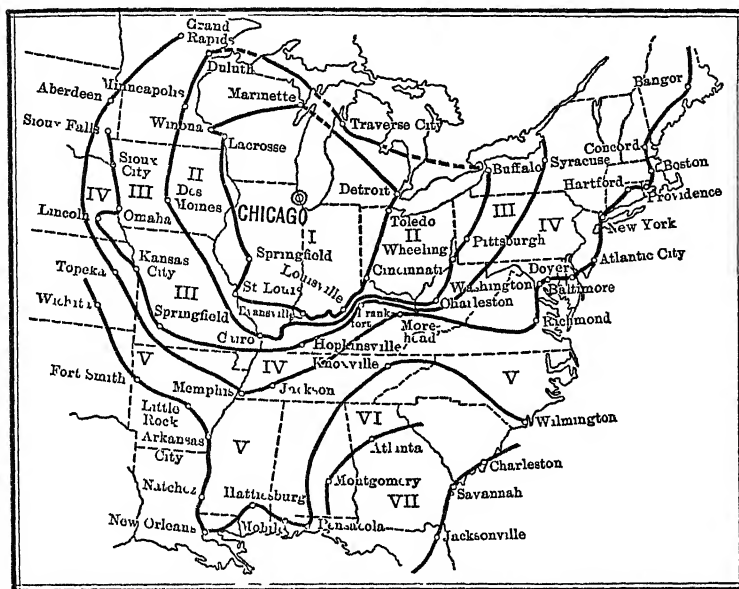 Grand
Rapids
Duluth
Minneapolis
Marinette
Bangor
Aberdeen
Winona
Traverse City
Sioux Falls
Lacrosse
Concord
Buffalo
Syracuse
Boston
Sioux
City
II
Detroit
Hartford
Providence
IV
III
Des
Moines
CHICAGO
III
IV
New York
Lincoln
Omaha
I
Toledo
II
Pittsburgh
Wheeling
Kansas
City
Springfield
Louisville
Cincinnati
Washington
Dover
Atlantic City
Topeka
St Louis
Baltimore
Wichita
III
Evansville
Frank
fort
Charleston
Springfield
Cairo
More-
head
Richmond
Hopkinsville
V
IV
Knoxville
V
Fort Smith
Memphis
Jackson
Little
Rock
VI
Wilmington
Arkansas
City
V
Atlanta
Charleston
Natchez
Hattiesburg
Montgomery
Savannah
VII
New Orleans
Mobile
Pensacola
Jacksonville